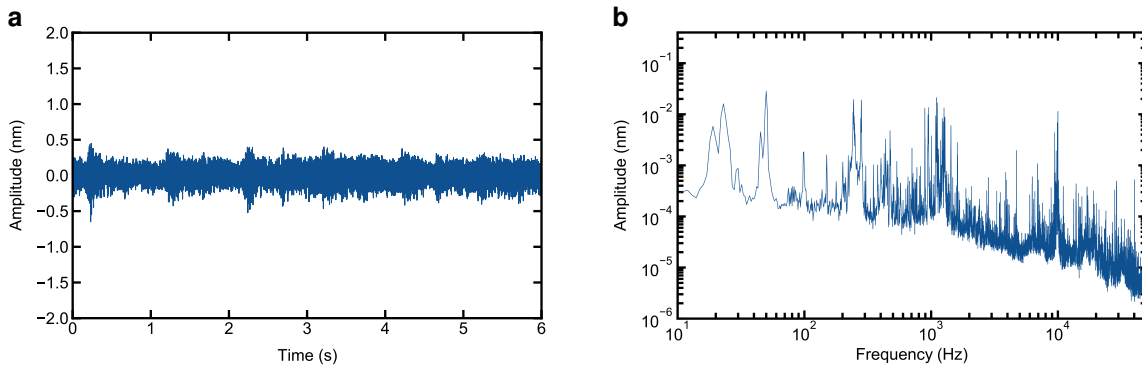 a
2.0
1.5
1.0
0.5
0.0
−0.5
−1.0
−1.5
−2.0
Amplitude (nm)
0 1 2 3 4 5 6
Time (s)
b
10⁻¹
10⁻²
10⁻³
10⁻⁴
10⁻⁵
10⁻⁶
Amplitude (nm)
10¹ 10² 10³ 10⁴
Frequency (Hz)